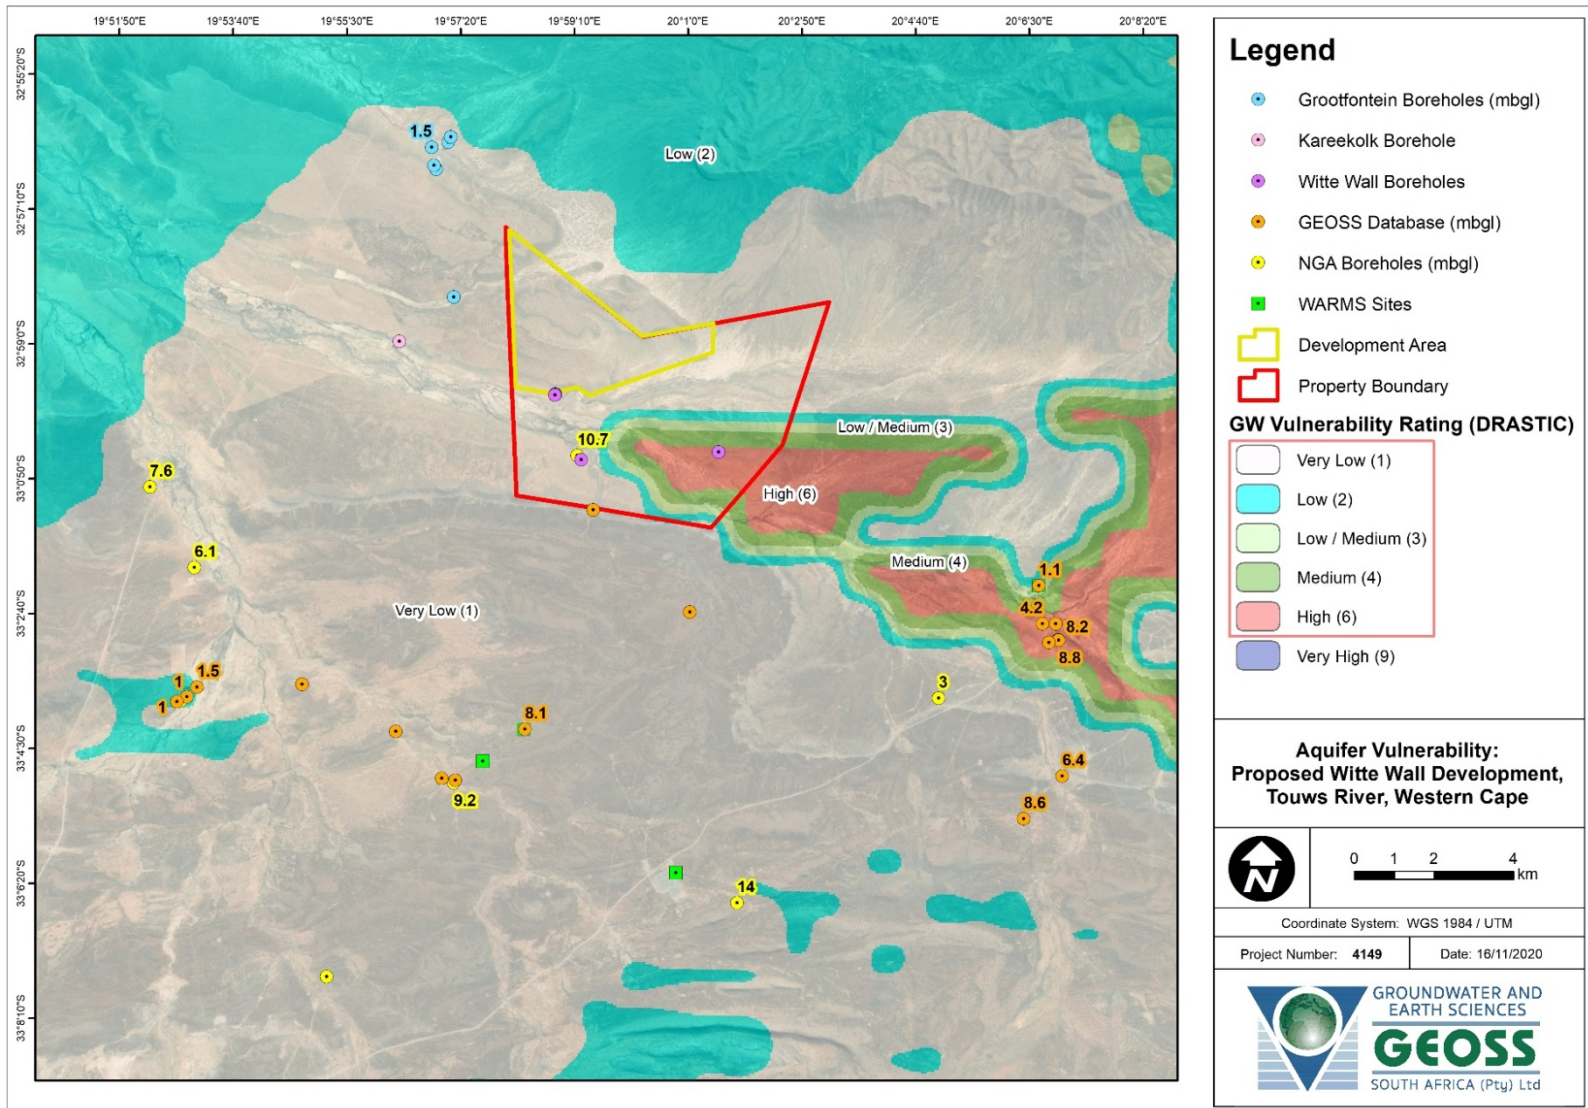 19°51'50"E 19°53'40"E 19°55'30"E 19°57'20"E 19°59'10"E 20°1'0"E 20°2'50"E 20°4'40"E 20°6'30"E 20°8'20"E
32°55'20"S
32°57'10"S
32°59'0"S
33°0'50"S
33°2'40"S
33°4'30"S
33°6'20"S
33°8'10"S
1.5
Low (2)
Low / Medium (3)
10.7
7.6
High (6)
6.1
Medium (4)
1.1
Very Low (1)
4.2
8.2
8.8
1.5
1
1
3
8.1
6.4
9.2
8.6
14
Legend
Grootfontein Boreholes (mbgl)
Kareekolk Borehole
Witte Wall Boreholes
GEOSS Database (mbgl)
NGA Boreholes (mbgl)
WARMS Sites
Development Area
Property Boundary
GW Vulnerability Rating (DRASTIC)
Very Low (1)
Low (2)
Low / Medium (3)
Medium (4)
High (6)
Very High (9)
Aquifer Vulnerability:
Proposed Witte Wall Development,
Touws River, Western Cape
N
0 1 2 4
km
Coordinate System: WGS 1984 / UTM
Project Number: 4149 Date: 16/11/2020
GROUNDWATER AND
EARTH SCIENCES
GEOSS
SOUTH AFRICA (Pty) Ltd